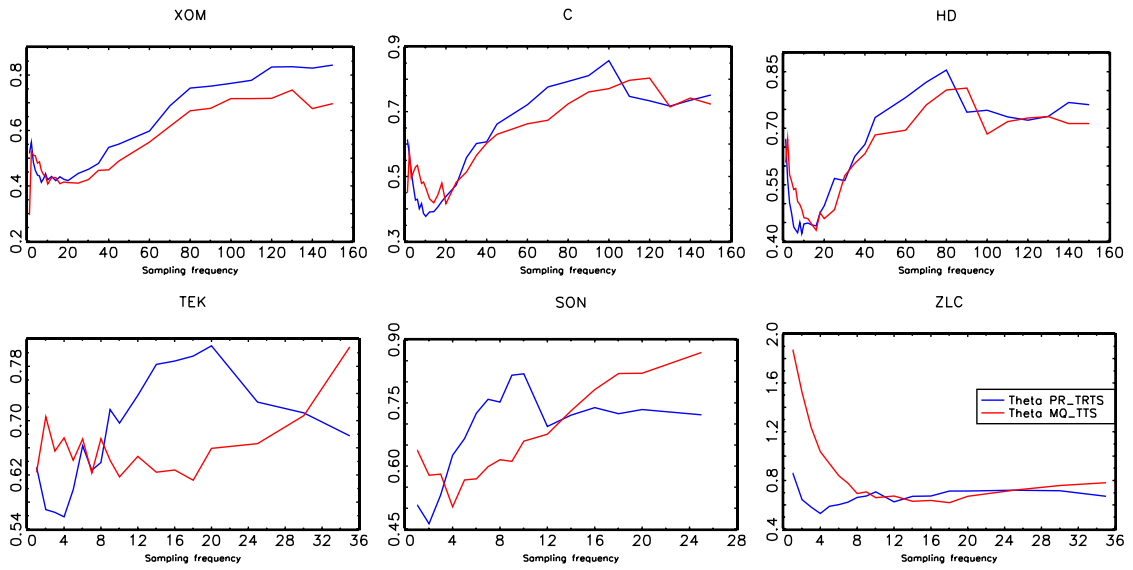 XOM
C
HD
0.2 0.4 0.6 0.8
0 20 40 60 80 100 120 140 160
Sampling frequency
0.3 0.5 0.7 0.9
0 20 40 60 80 100 120 140 160
Sampling frequency
0.40 0.55 0.70 0.85
0 20 40 60 80 100 120 140 160
Sampling frequency
TEK
SON
ZLC
0.54 0.62 0.70 0.78
0 4 8 12 16 20 24 28 32 36
Sampling frequency
0.45 0.60 0.75 0.90
0 4 8 12 16 20 24 28
Sampling frequency
0.4 0.8 1.2 1.6 2.0
0 4 8 12 16 20 24 28 32 36
Sampling frequency
Theta PR_TRTS
Theta MQ_TTS